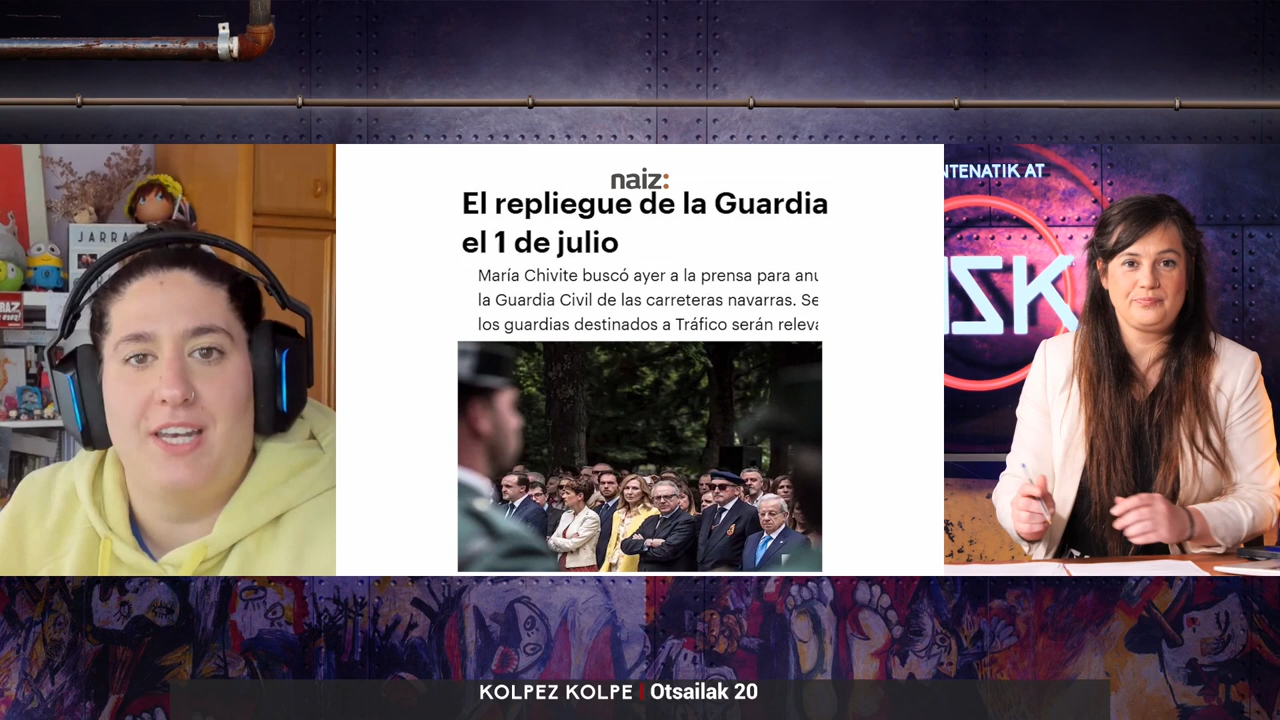 NTENATIK AT
JARRA
naiz:
El repliegue de la Guardia
el 1 de julio
María Chivite buscó ayer a la prensa para anu
la Guardia Civil de las carreteras navarras. Se
los guardias destinados a Tráfico serán releva
ZK
KOLPEZ KOLPE | Otsailak 20